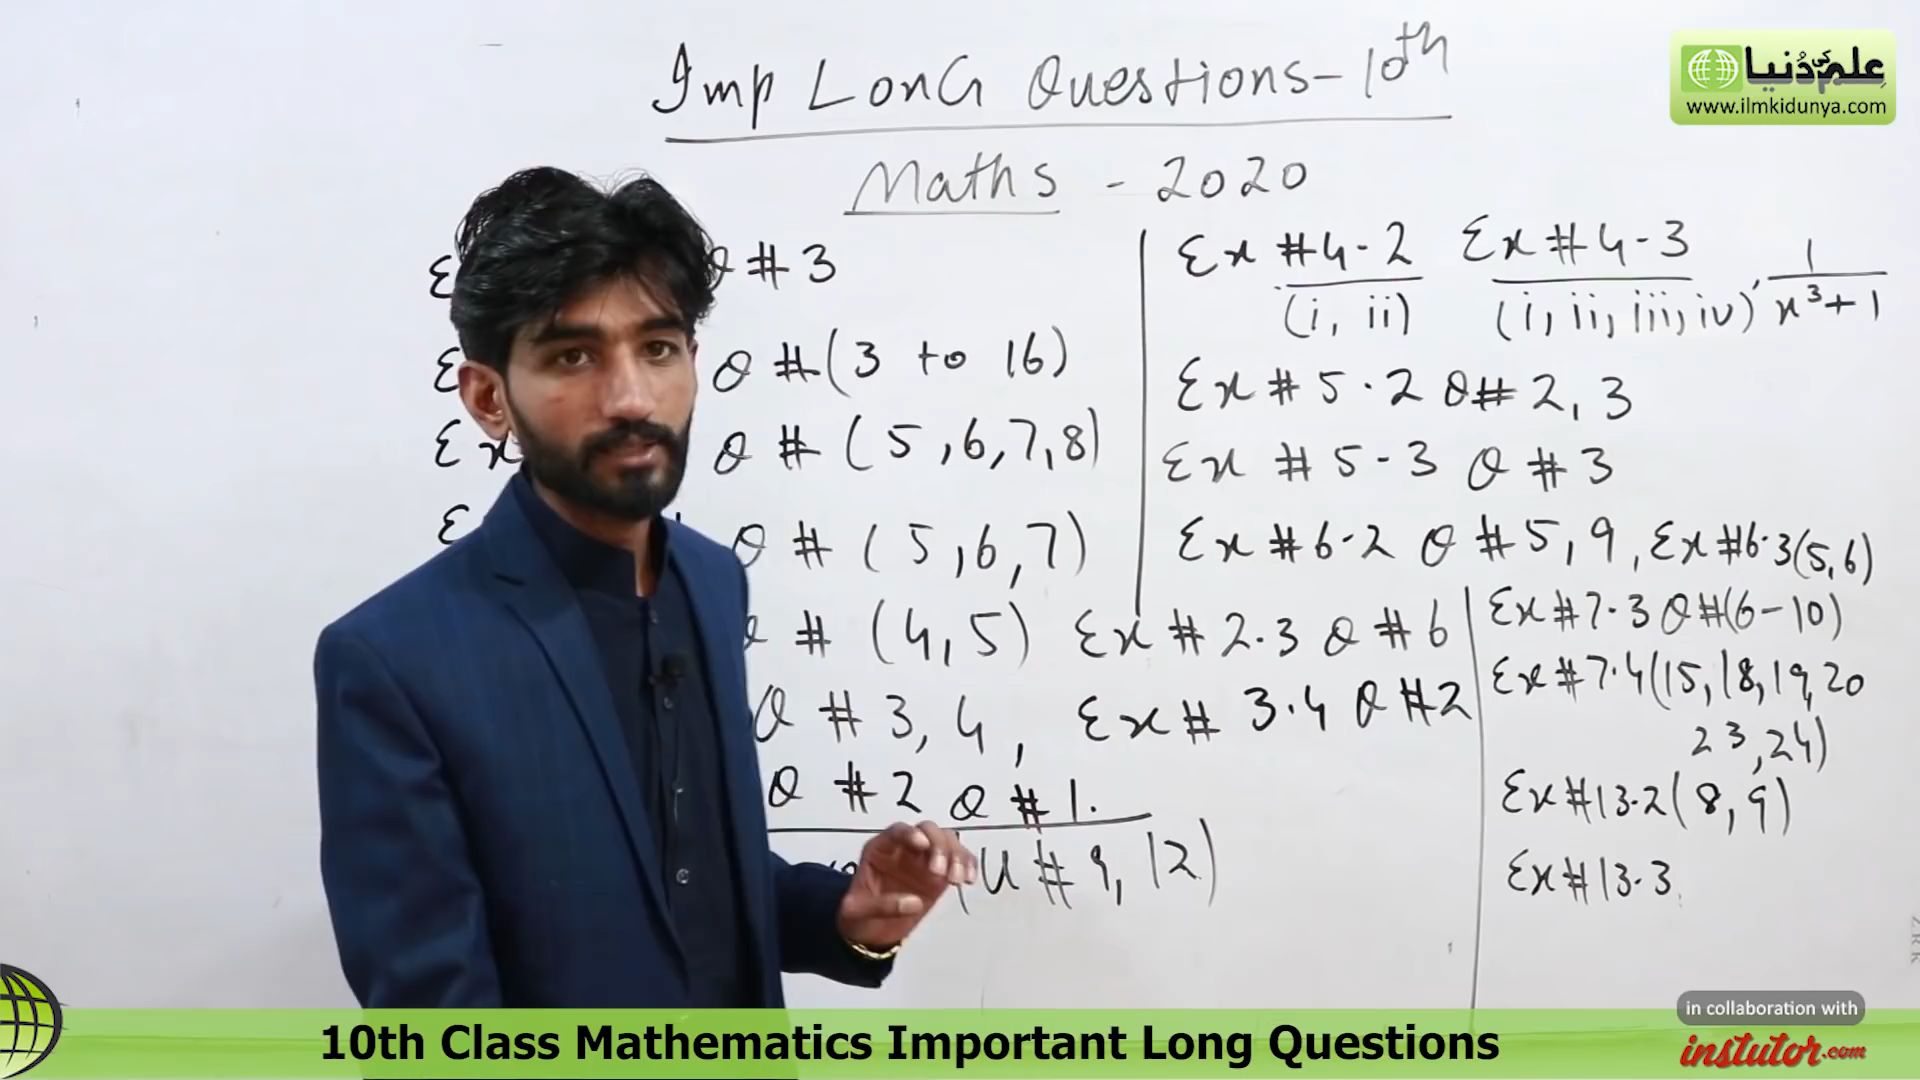 Imp Long Questions-10th
Maths - 2020
Q # 3
Q # (3 to 16)
Ex Q # (5,6,7,8)
Q # (5,6,7)
# (4,5) Ex # 2.3 Q # 6
Q # 3, 4, Ex # 3.4 Q # 2
Q # 2 Q # 1.
# 9, 12)
Ex #4-2 Ex #4-3
(i, ii) (i, ii, iii, iv), 1/x³+1
Ex # 5.2 Q# 2, 3
Ex # 5-3 Q # 3
Ex #6-2 Q # 5,9, Ex #6.3(5,6)
Ex #7.3 Q #(6-10)
Ex #7.4(15,18,19,20
23,24)
Ex #13.2(8,9)
Ex #13.3
علم کی دُنیا
www.ilmkidunya.com
10th Class Mathematics Important Long Questions
in collaboration with
instutor.com